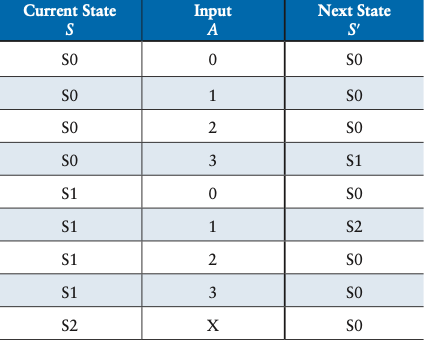 Current State Input Next State
S A S′
S0 0 S0
S0 1 S0
S0 2 S0
S0 3 S1
S1 0 S0
S1 1 S2
S1 2 S0
S1 3 S0
S2 X S0